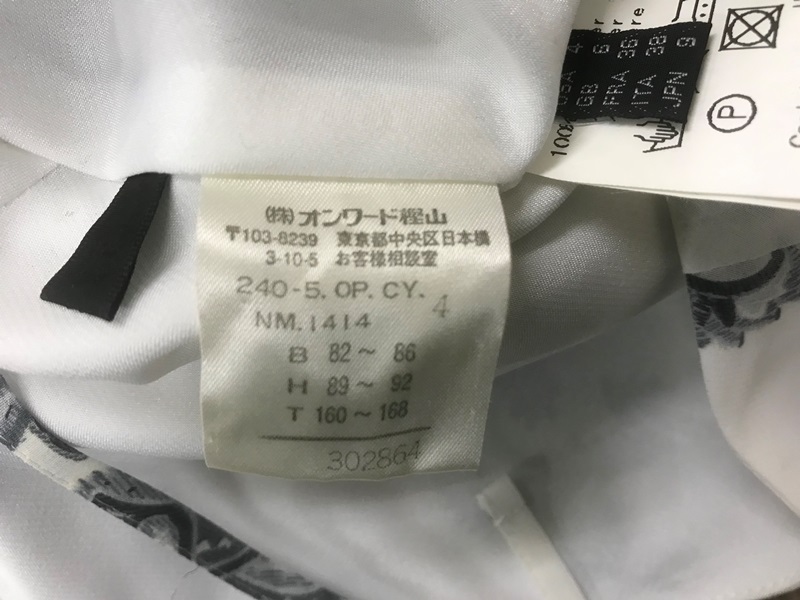 (株)オンワード樫山
〒103-8239 東京都中央区日本橋
3-10-5 お客様相談室
240-5. OP. CY. 4
NM. 1414
B 82～ 86
H 89～ 92
T 160～168
302864
USA 4
GB 6
FRA 36
ITA 38
JPN 9
P